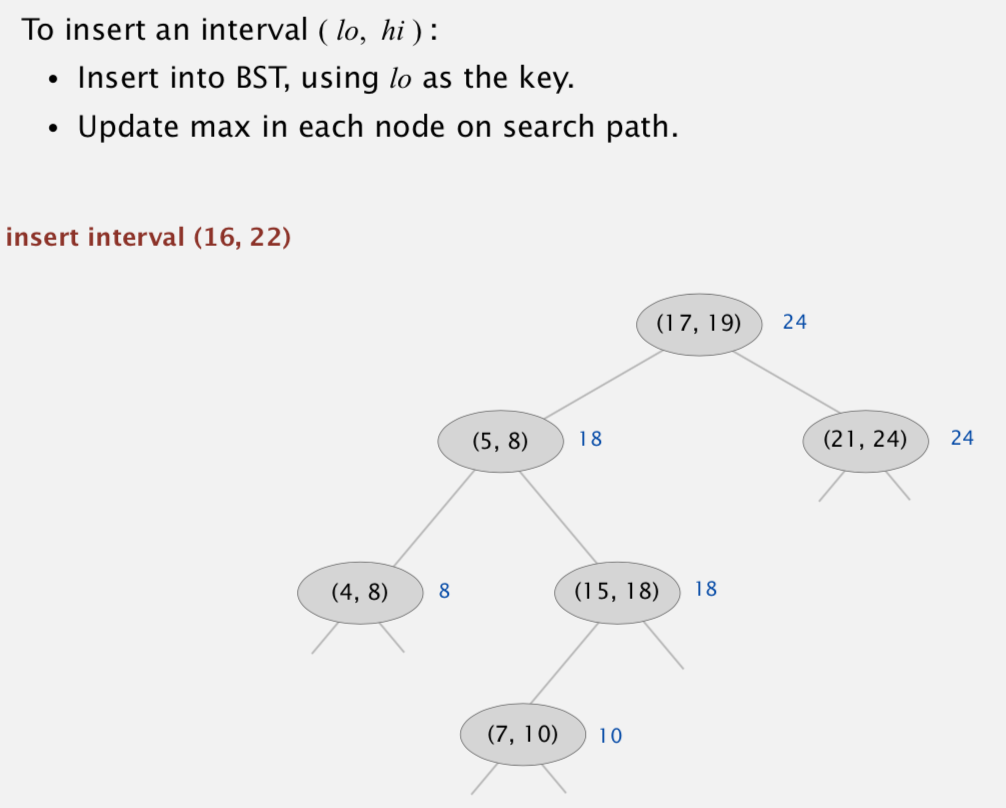 To insert an interval ( lo, hi ) :
• Insert into BST, using lo as the key.
• Update max in each node on search path.
insert interval (16, 22)
(17, 19) 24
(5, 8) 18 (21, 24) 24
(4, 8) 8 (15, 18) 18
(7, 10) 10